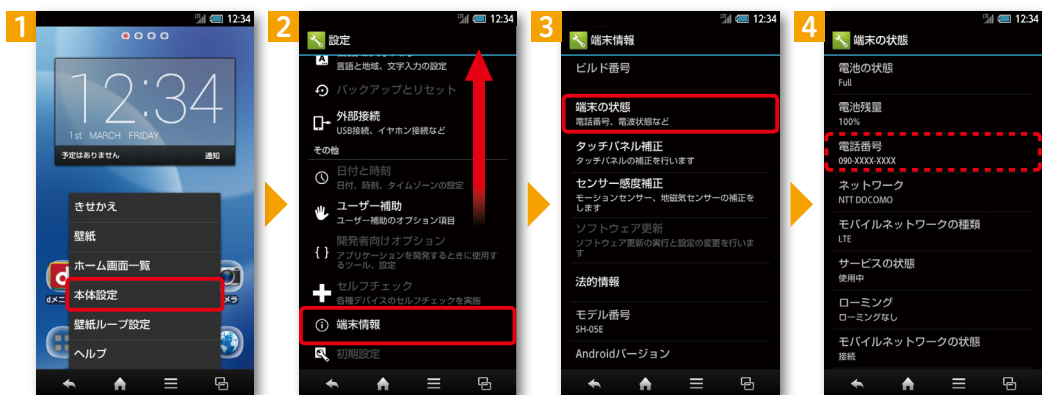 1
12:34
12:34
1st MARCH FRIDAY
予定はありません 通知
きせかえ
壁紙
ホーム画面一覧
本体設定
壁紙ループ設定
ヘルプ
dメニ
メラ
2
12:34
設定
言語と地域、文字入力の設定
バックアップとリセット
外部接続
USB接続、イヤホン接続など
その他
日付と時刻
日付、時刻、タイムゾーンの設定
ユーザー補助
ユーザー補助のオプション項目
開発者向けオプション
アプリケーションを開発するときに使用す
るツール、設定
セルフチェック
各種デバイスのセルフチェックを実施
端末情報
初期設定
3
12:34
端末情報
ビルド番号
端末の状態
電話番号、電波状態など
タッチパネル補正
タッチパネルの補正を行います
センサー感度補正
モーションセンサー、地磁気センサーの補正を
します
ソフトウェア更新
ソフトウェア更新の実行と設定の変更を行いま
す
法的情報
モデル番号
SH-05E
Androidバージョン
4
12:34
端末の状態
電池の状態
Full
電池残量
100%
電話番号
090-XXXX-XXXX
ネットワーク
NTT DOCOMO
モバイルネットワークの種類
LTE
サービスの状態
使用中
ローミング
ローミングなし
モバイルネットワークの状態
接続